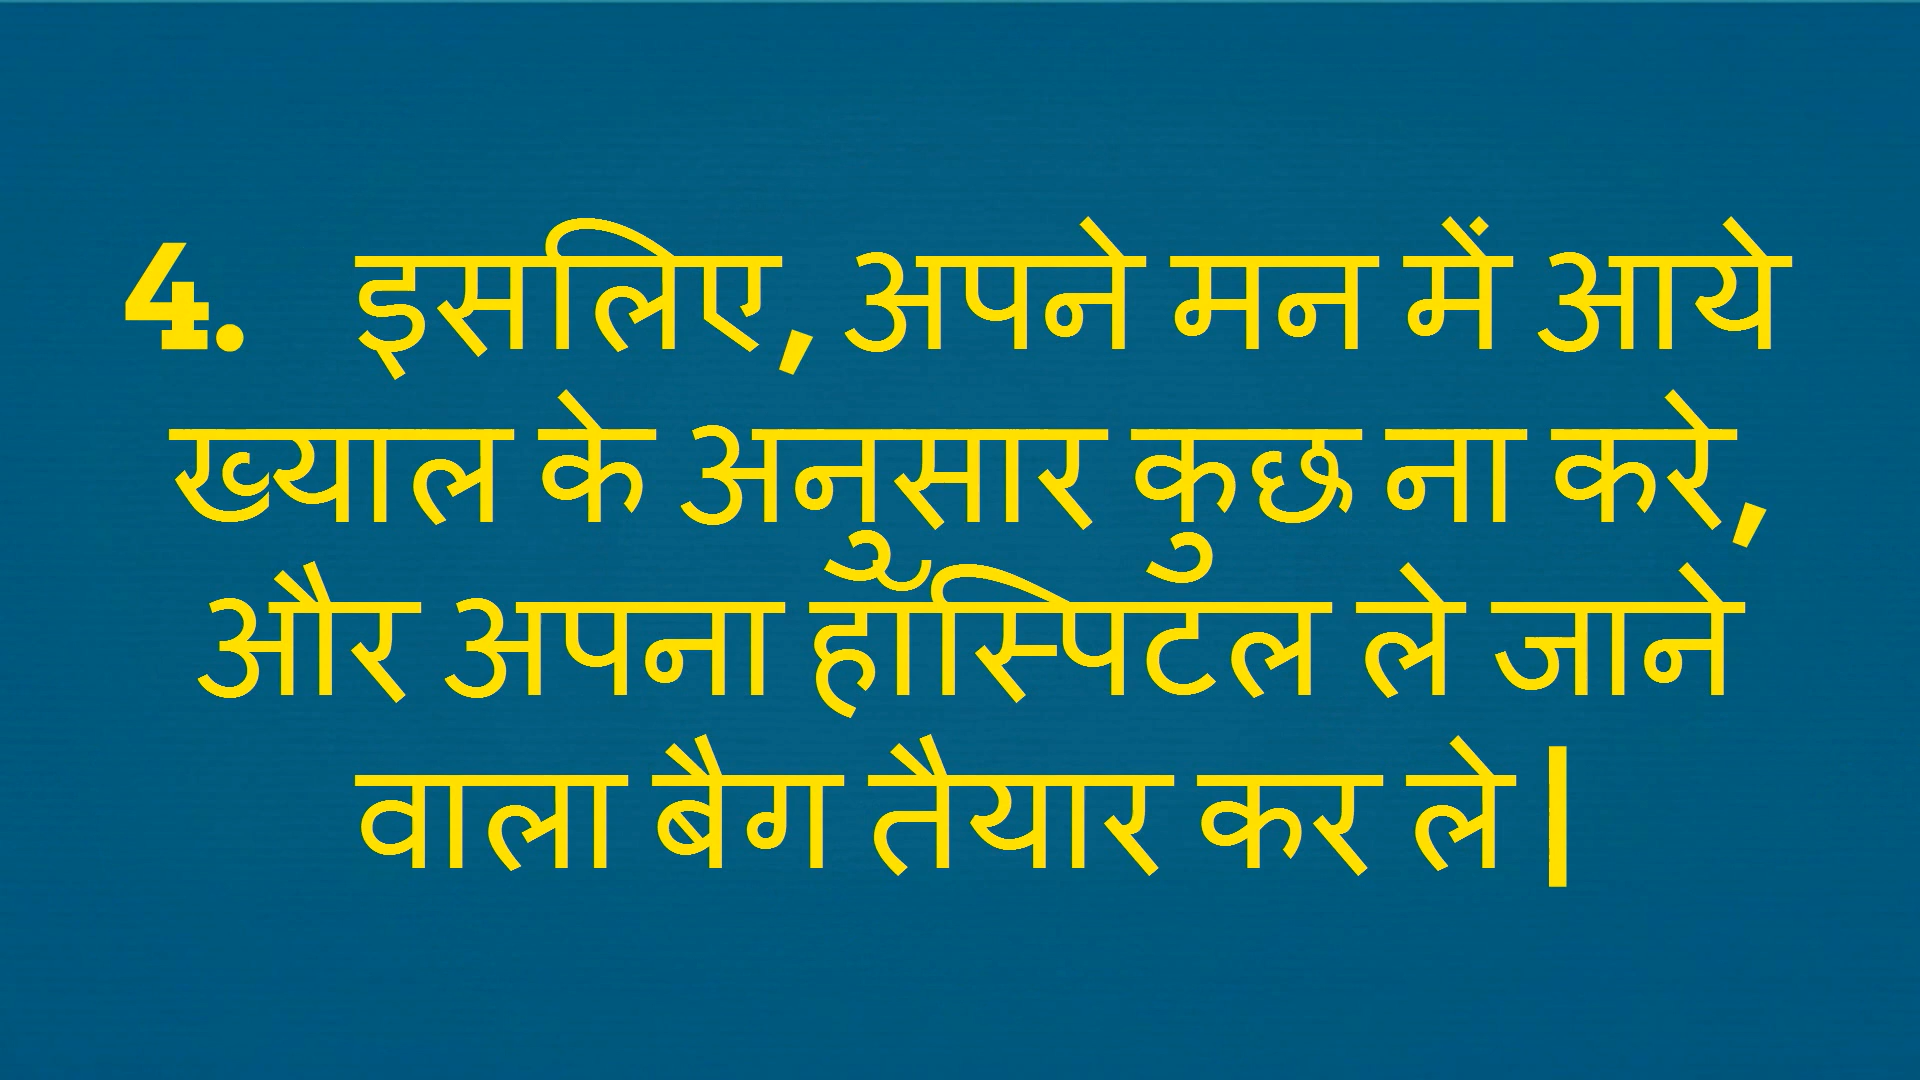 4. इसलिए, अपने मन में आये
ख्याल के अनुसार कुछ ना करे,
और अपना हॉस्पिटल ले जाने
वाला बैग तैयार कर ले |